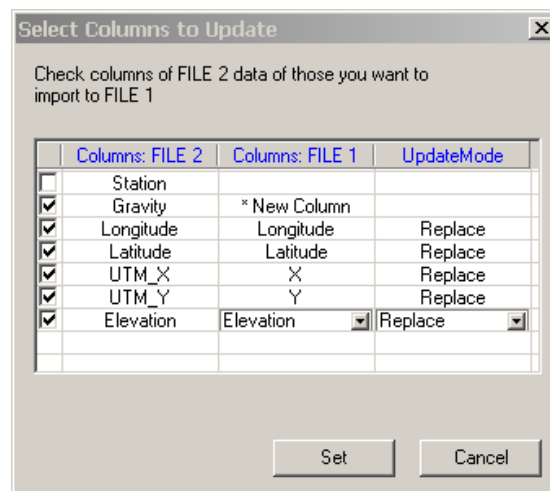 Select Columns to Update
Check columns of FILE 2 data of those you want to
import to FILE 1
Columns: FILE 2 Columns: FILE 1 UpdateMode
Station
Gravity * New Column
Longitude Longitude Replace
Latitude Latitude Replace
UTM_X X Replace
UTM_Y Y Replace
Elevation Elevation Replace
Set Cancel